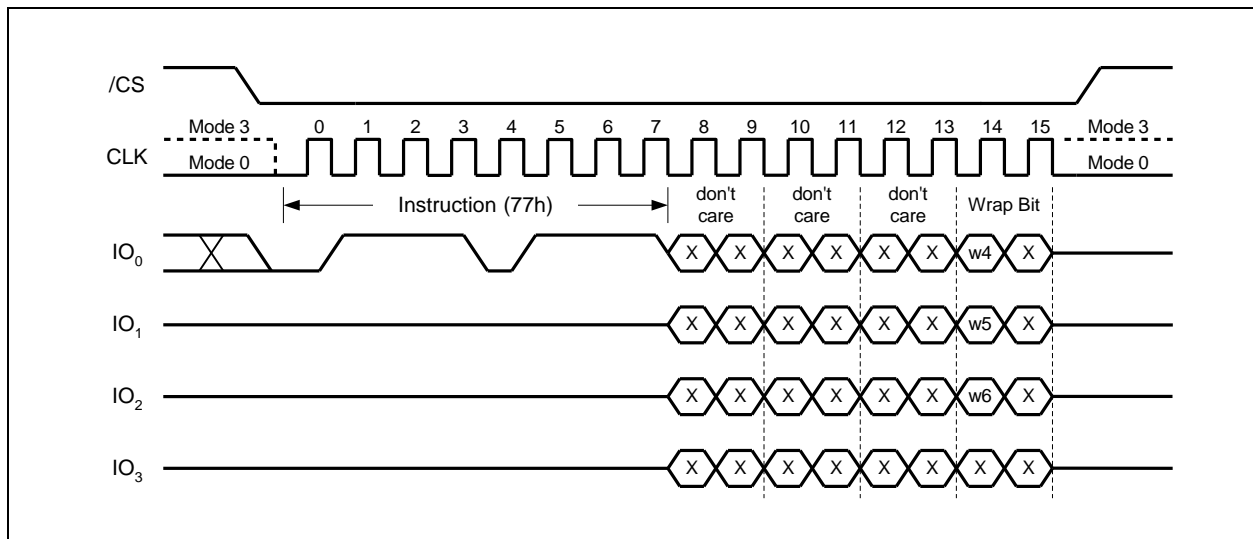 /CS
Mode 3 0 1 2 3 4 5 6 7 8 9 10 11 12 13 14 15 Mode 3
CLK
Mode 0 Mode 0
Instruction (77h) don't care don't care don't care Wrap Bit
IO0 X X X X X X w4 X
IO1 X X X X X X w5 X
IO2 X X X X X X w6 X
IO3 X X X X X X X X